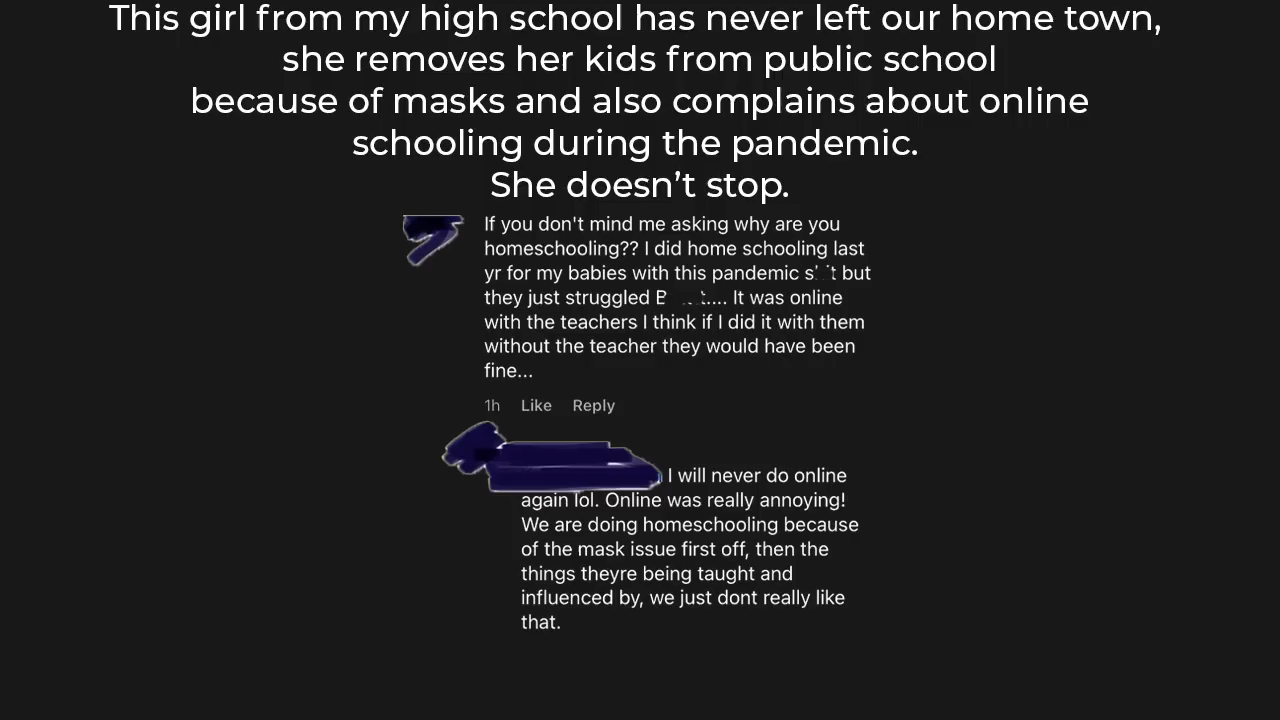 This girl from my high school has never left our home town,
she removes her kids from public school
because of masks and also complains about online
schooling during the pandemic.
She doesn’t stop.
If you don't mind me asking why are you
homeschooling?? I did home schooling last
yr for my babies with this pandemic but
they just struggled It was online
with the teachers I think if I did it with them
without the teacher they would have been
fine...
1h Like Reply
I will never do online
again lol. Online was really annoying!
We are doing homeschooling because
of the mask issue first off, then the
things theyre being taught and
influenced by, we just dont really like
that.